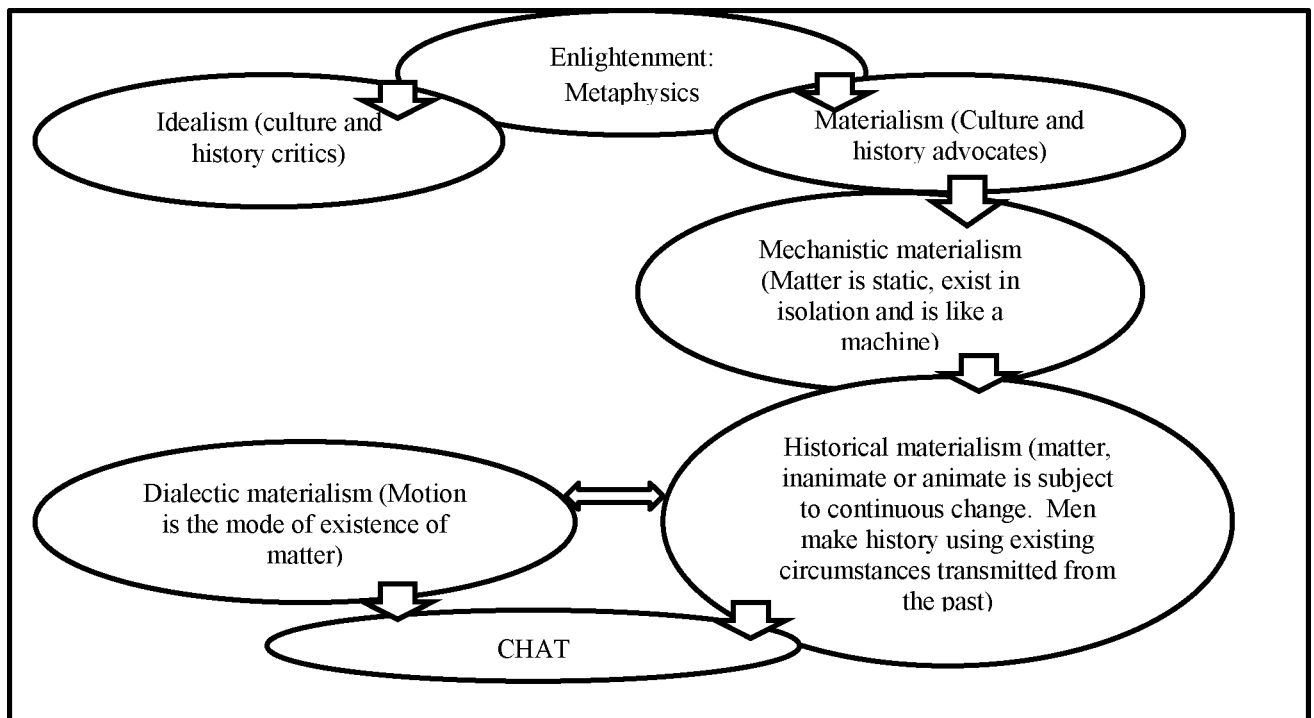 Enlightenment:
Metaphysics
Idealism (culture and
history critics)
Materialism (Culture and
history advocates)
Mechanistic materialism
(Matter is static, exist in
isolation and is like a
machine)
Dialectic materialism (Motion
is the mode of existence of
matter)
Historical materialism (matter,
inanimate or animate is subject
to continuous change.  Men
make history using existing
circumstances transmitted from
the past)
CHAT